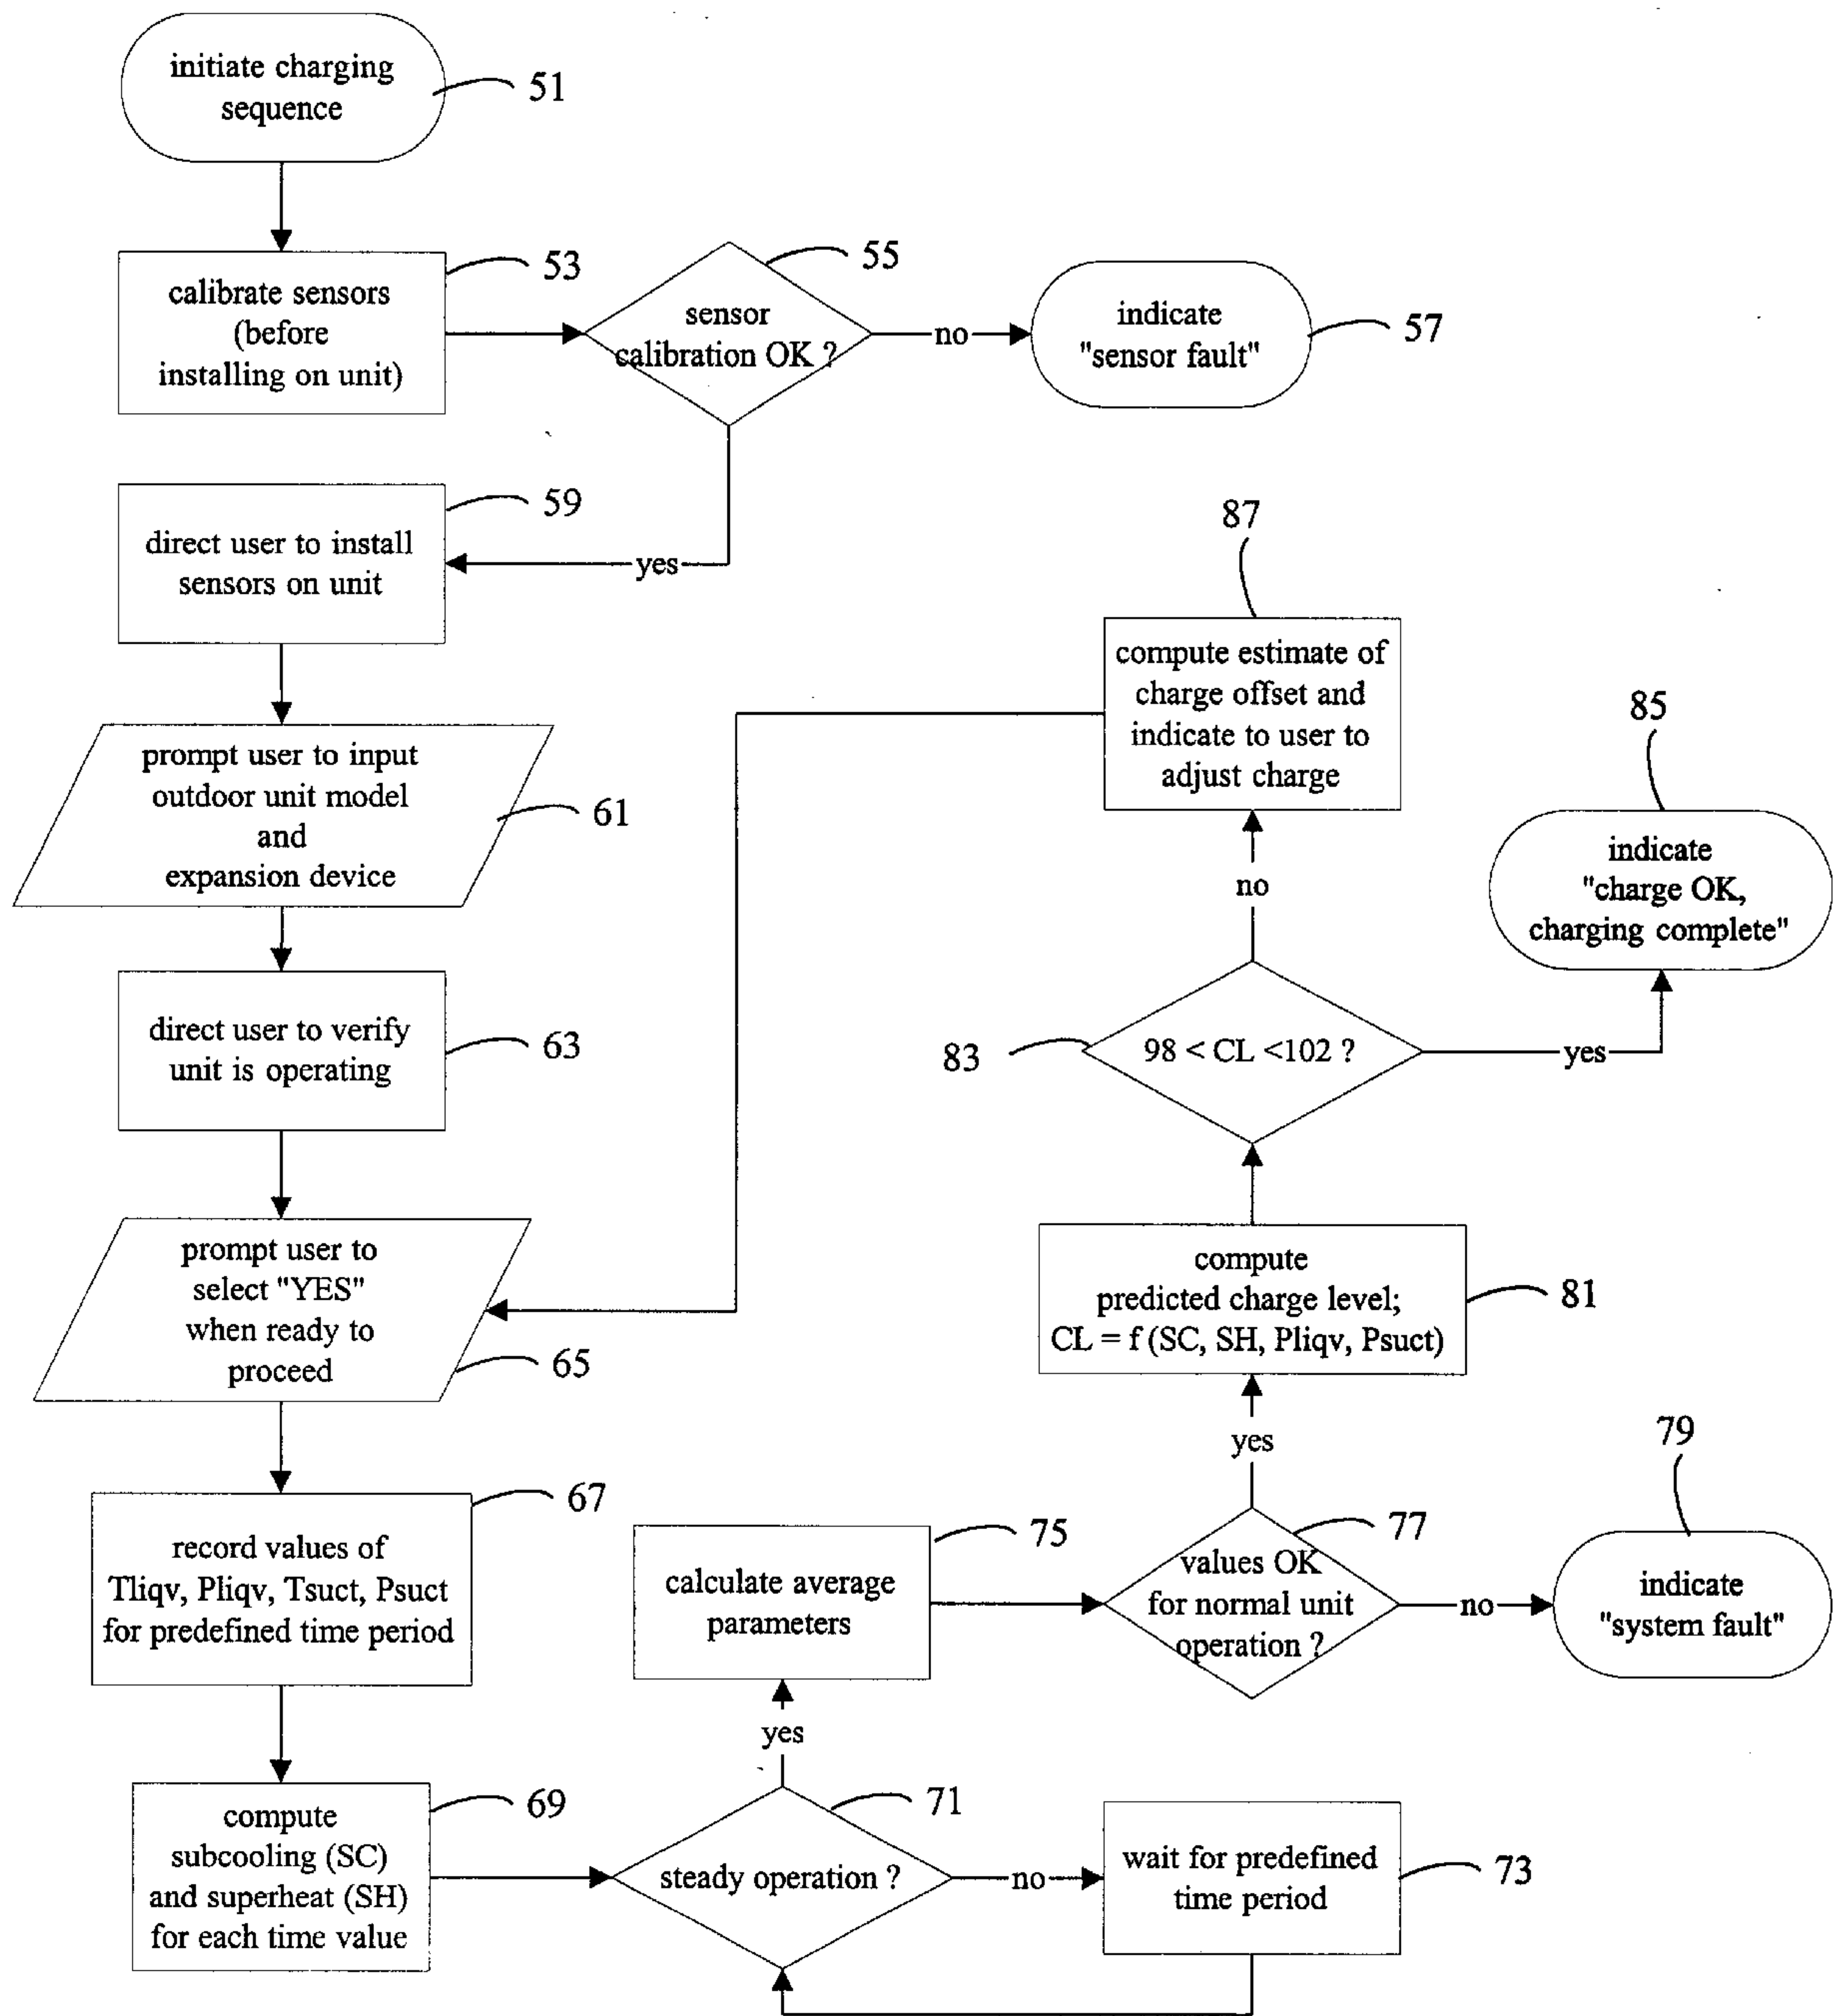 initiate charging
sequence
51
calibrate sensors
(before
installing on unit)
53
sensor
calibration OK ?
55
no
indicate
"sensor fault"
57
yes
direct user to install
sensors on unit
59
prompt user to input
outdoor unit model
and
expansion device
61
direct user to verify
unit is operating
63
prompt user to
select "YES"
when ready to
proceed
65
record values of
Tliqv, Pliqv, Tsuct, Psuct
for predefined time period
67
compute
subcooling (SC)
and superheat (SH)
for each time value
69
steady operation ?
71
no
wait for predefined
time period
73
yes
calculate average
parameters
75
values OK
for normal unit
operation ?
77
no
indicate
"system fault"
79
yes
compute
predicted charge level;
CL = f (SC, SH, Pliqv, Psuct)
81
98 < CL <102 ?
83
yes
indicate
"charge OK,
charging complete"
85
no
compute estimate of
charge offset and
indicate to user to
adjust charge
87